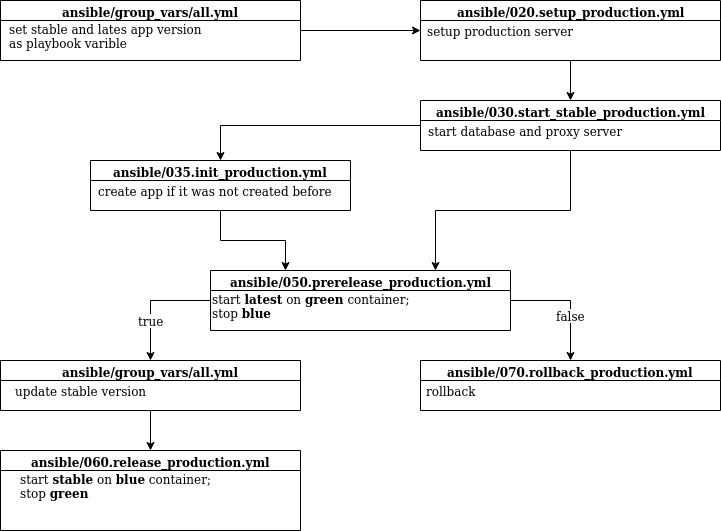 ansible/group_vars/all.yml
set stable and lates app version
as playbook varible
ansible/020.setup_production.yml
setup production server
ansible/030.start_stable_production.yml
start database and proxy server
ansible/035.init_production.yml
create app if it was not created before
ansible/050.prerelease_production.yml
start latest on green container;
stop blue
true
false
ansible/group_vars/all.yml
update stable version
ansible/070.rollback_production.yml
rollback
ansible/060.release_production.yml
start stable on blue container;
stop green